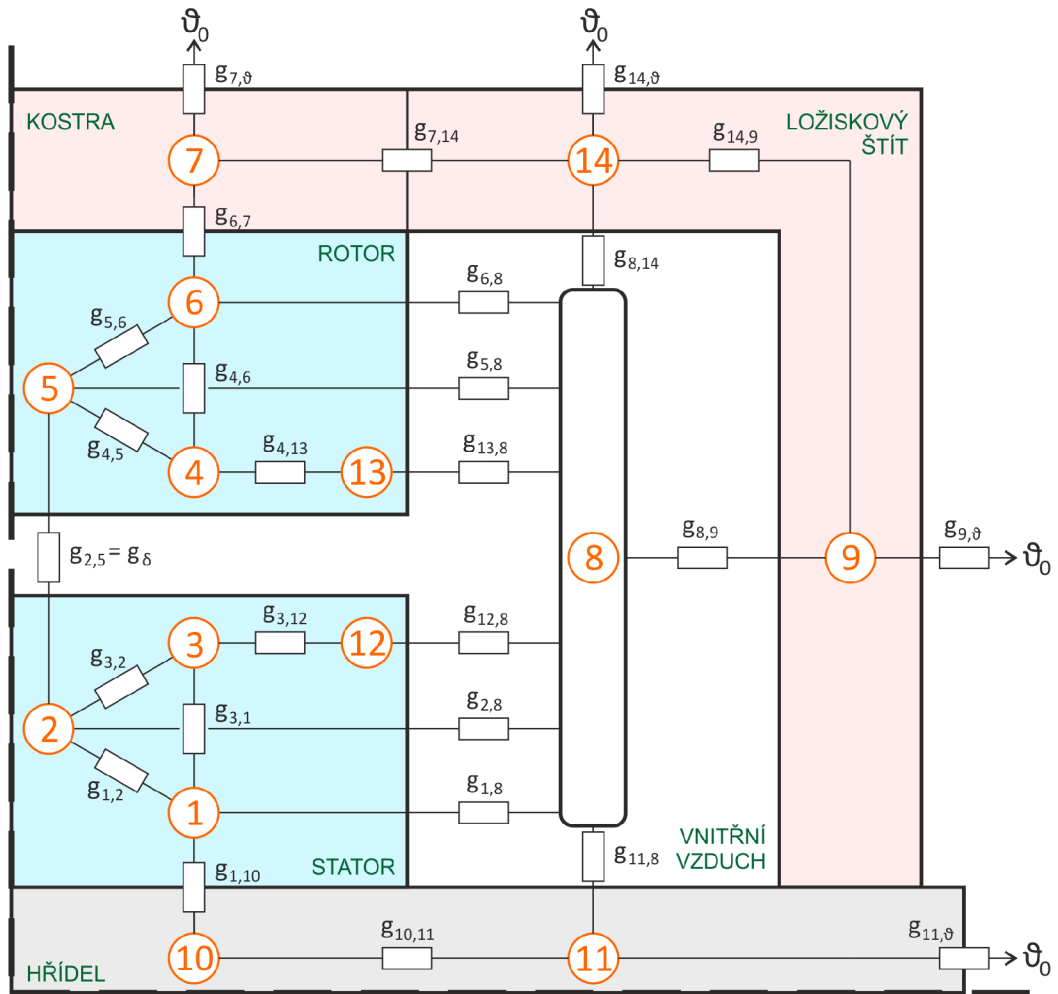 ϑ₀ ϑ₀
g₇,ϑ g₁₄,ϑ
KOSTRA
g₇,₁₄ g₁₄,₉
LOŽISKOVÝ
ŠTÍT
7 14
g₆,₇
ROTOR
g₈,₁₄
g₆,₈
6
g₅,₆
g₄,₆ g₅,₈
5
g₄,₅ g₄,₁₃ g₁₃,₈
4 13
g₂,₅ = g_δ
8 g₈,₉ 9 g₉,ϑ ϑ₀
g₃,₁₂ g₁₂,₈
3 12
g₃,₂
g₃,₁ g₂,₈
2
g₁,₂ g₁,₈
1
VNITŘNÍ
VZDUCH
g₁,₁₀ STATOR g₁₁,₈
g₁₀,₁₁ g₁₁,ϑ
10 11 ϑ₀
HŘÍDEL